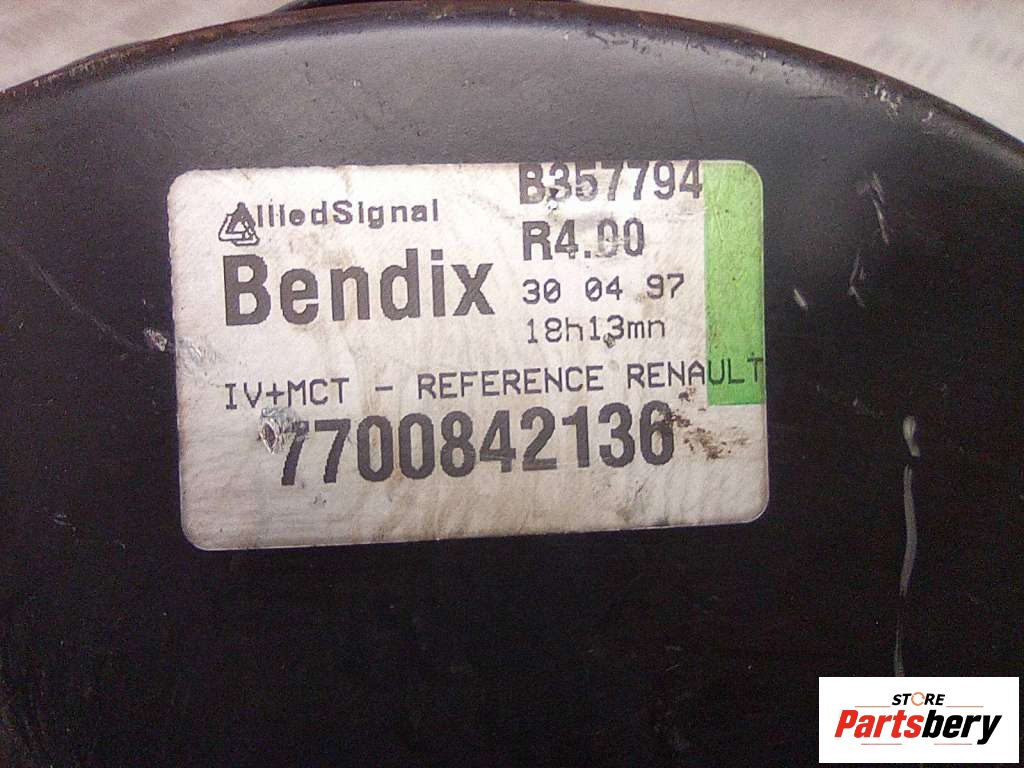 AlliedSignal
Bendix
B357794
R4.00
30 04 97
18h13mn
IV+MCT - REFERENCE RENAULT
7700842136
STORE
Partsbery